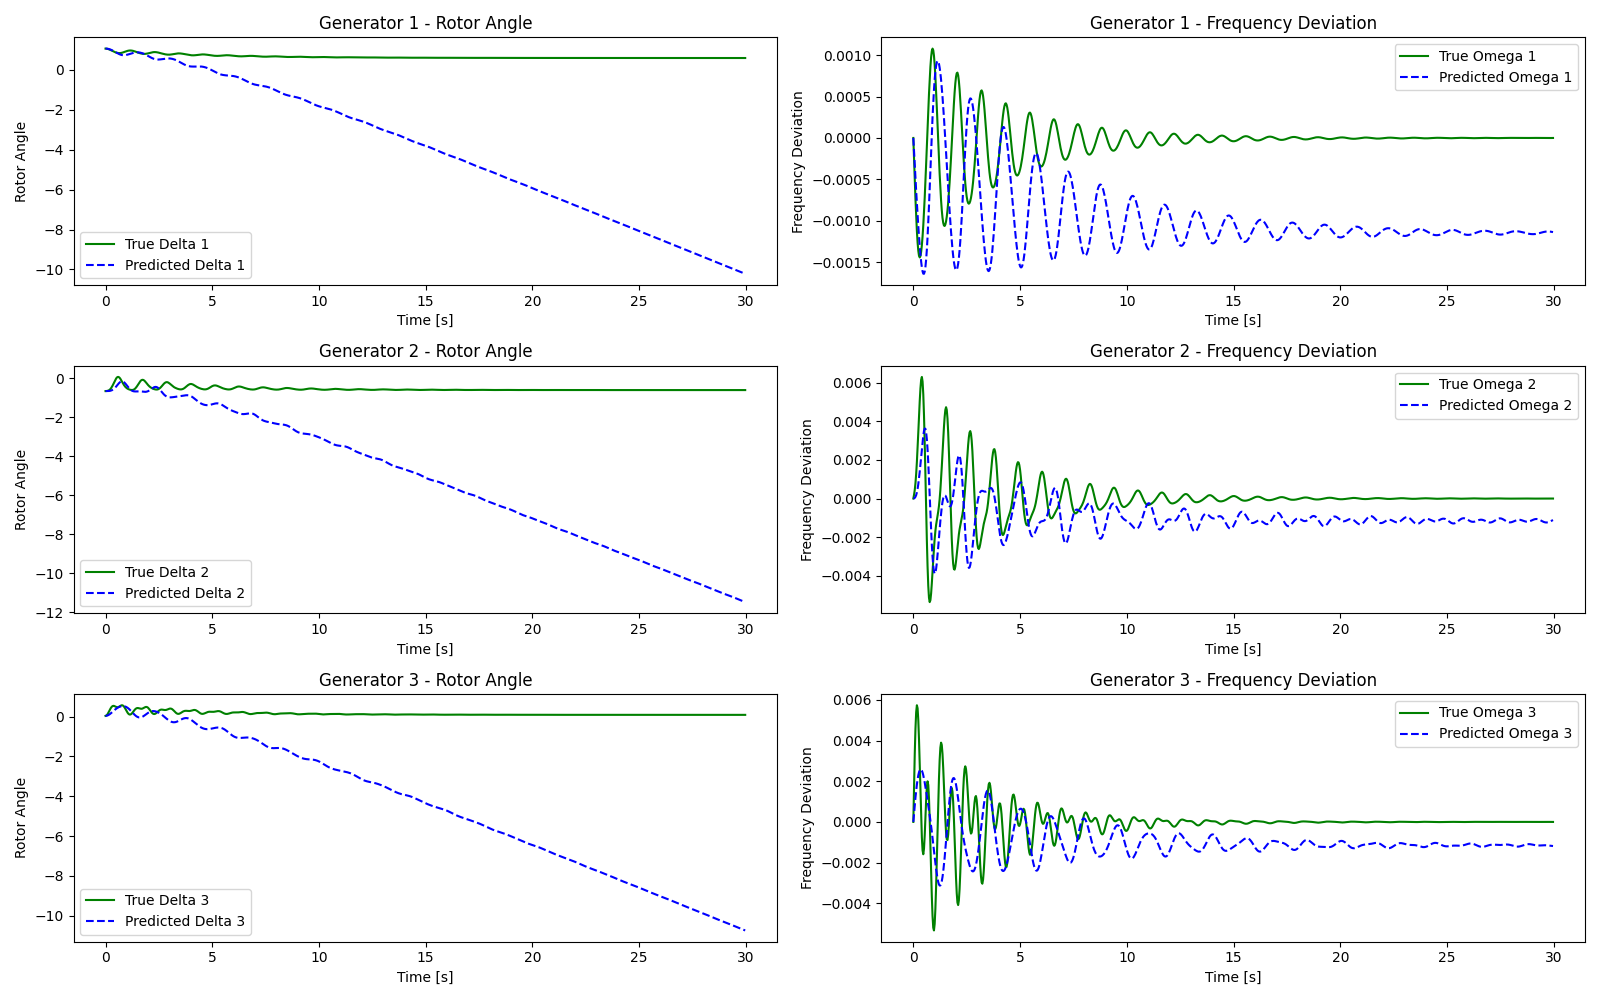 Generator 1 - Rotor Angle
Rotor Angle
0
−2
−4
−6
−8
−10
True Delta 1
Predicted Delta 1
0 5 10 15 20 25 30
Time [s]
Generator 1 - Frequency Deviation
Frequency Deviation
0.0010
0.0005
0.0000
−0.0005
−0.0010
−0.0015
True Omega 1
Predicted Omega 1
0 5 10 15 20 25 30
Time [s]
Generator 2 - Rotor Angle
Rotor Angle
0
−2
−4
−6
−8
−10
−12
True Delta 2
Predicted Delta 2
0 5 10 15 20 25 30
Time [s]
Generator 2 - Frequency Deviation
Frequency Deviation
0.006
0.004
0.002
0.000
−0.002
−0.004
True Omega 2
Predicted Omega 2
0 5 10 15 20 25 30
Time [s]
Generator 3 - Rotor Angle
Rotor Angle
0
−2
−4
−6
−8
−10
True Delta 3
Predicted Delta 3
0 5 10 15 20 25 30
Time [s]
Generator 3 - Frequency Deviation
Frequency Deviation
0.006
0.004
0.002
0.000
−0.002
−0.004
True Omega 3
Predicted Omega 3
0 5 10 15 20 25 30
Time [s]